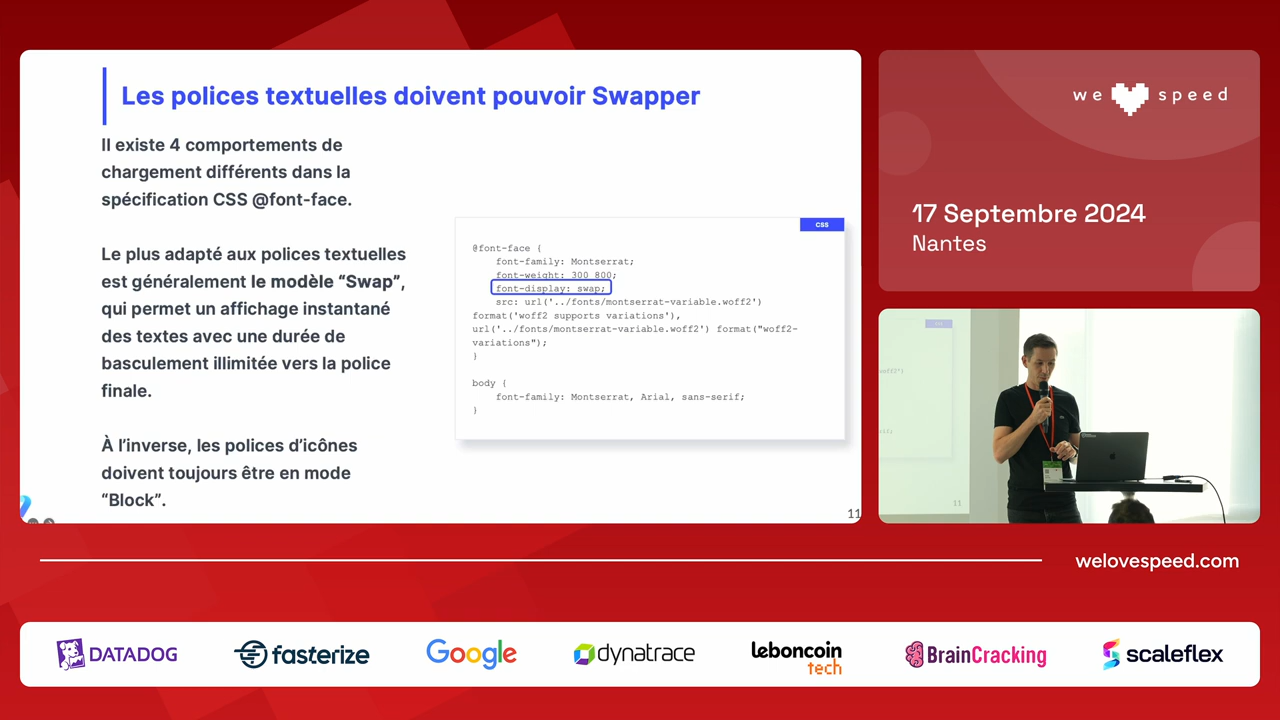 Les polices textuelles doivent pouvoir Swapper
Il existe 4 comportements de
chargement différents dans la
spécification CSS @font-face.
Le plus adapté aux polices textuelles
est généralement le modèle “Swap”,
qui permet un affichage instantané
des textes avec une durée de
basculement illimitée vers la police
finale.
À l’inverse, les polices d’icônes
doivent toujours être en mode
“Block”.
css
@font-face {
font-family: Montserrat;
font-weight: 300 800;
font-display: swap;
src: url('../fonts/montserrat-variable.woff2')
format('woff2 supports variations'),
url('../fonts/montserrat-variable.woff2') format("woff2-
variations");
}
body {
font-family: Montserrat, Arial, sans-serif;
}
11
we speed
17 Septembre 2024
Nantes
11
welovespeed.com
DATADOG
fasterize
Google
dynatrace
leboncoin
tech
BrainCracking
scaleflex